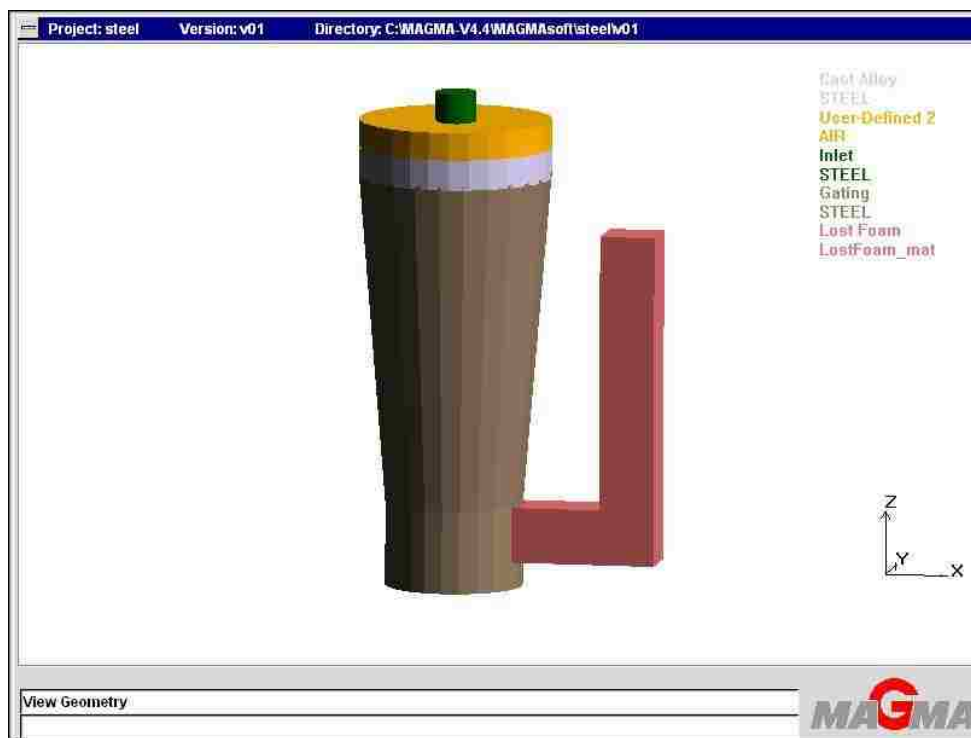 Project: steel Version: v01 Directory: C:\MAGMA-V4.4\MAGMAsoft\steel\v01
Cast Alloy
STEEL
User-Defined 2
AIR
Inlet
STEEL
Gating
STEEL
Lost Foam
LostFoam_mat
Z
Y
X
View Geometry
MAGMA